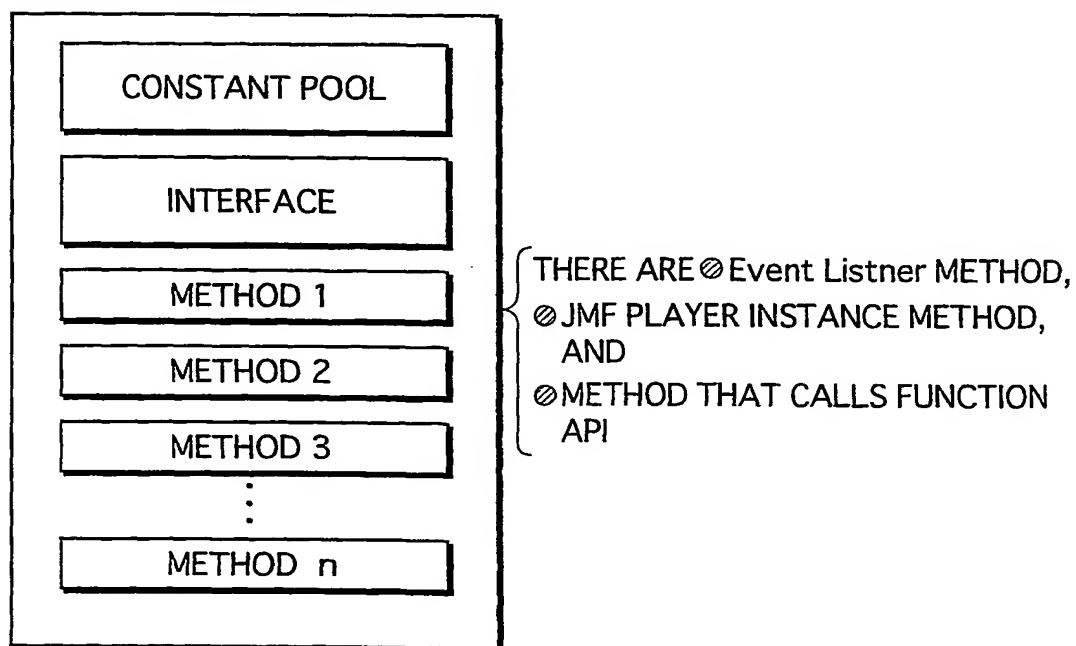 CONSTANT POOL
INTERFACE
METHOD 1
METHOD 2
METHOD 3
METHOD n
THERE ARE Event Listner METHOD,
JMF PLAYER INSTANCE METHOD,
AND
METHOD THAT CALLS FUNCTION
API